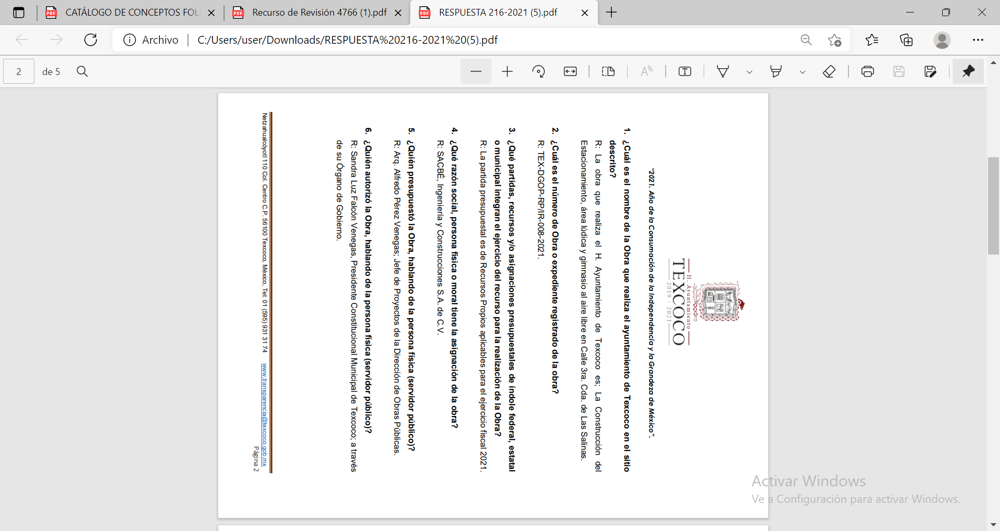 CATÁLOGO DE CONCEPTOS FOL
Recurso de Revisión 4766 (1).pdf
RESPUESTA 216-2021 (5).pdf
Archivo
C:/Users/user/Downloads/RESPUESTA%20216-2021%20(5).pdf
2 de 5
H. Ayuntamiento
TEXCOCO
2019 - 2021
"2021. Año de la Consumación de la Independencia y la Grandeza de México".
1. ¿Cuál es el nombre de la Obra que realiza el ayuntamiento de Texcoco en el sitio
descrito?
R: La obra que realiza el H. Ayuntamiento de Texcoco es; La Construcción del
Estacionamiento, área lúdica y gimnasio al aire libre en Calle 3ra. Cda. de Las Salinas.
2. ¿Cuál es el número de Obra o expediente registrado de la obra?
R: TEX-DGOP-RP/IR-008-2021.
3. ¿Qué partidas, recursos y/o asignaciones presupuestales de índole federal, estatal
o municipal integran el ejercicio del recurso para la realización de la Obra?
R: La partida presupuestal es de Recursos Propios aplicables para el ejercicio fiscal 2021.
4. ¿Qué razón social, persona física o moral tiene la asignación de la obra?
R: SACBÉ, Ingeniería y Construcciones S.A. de C.V.
5. ¿Quién presupuestó la Obra, hablando de la persona física (servidor público)?
R: Arq. Alfredo Pérez Venegas; Jefe de Proyectos de la Dirección de Obras Públicas.
6. ¿Quién autorizó la Obra, hablando de la persona física (servidor público)?
R: Sandra Luz Falcón Venegas, Presidente Constitucional Municipal de Texcoco; a través
de su Órgano de Gobierno.
Netzahualcóyotl 110 Col. Centro C.P. 56100 Texcoco, México, Tel: 01 (595) 931 31 74 www.transparencia@texcoco.gob.mx
Página 2
Activar Windows
Ve a Configuración para activar Windows.